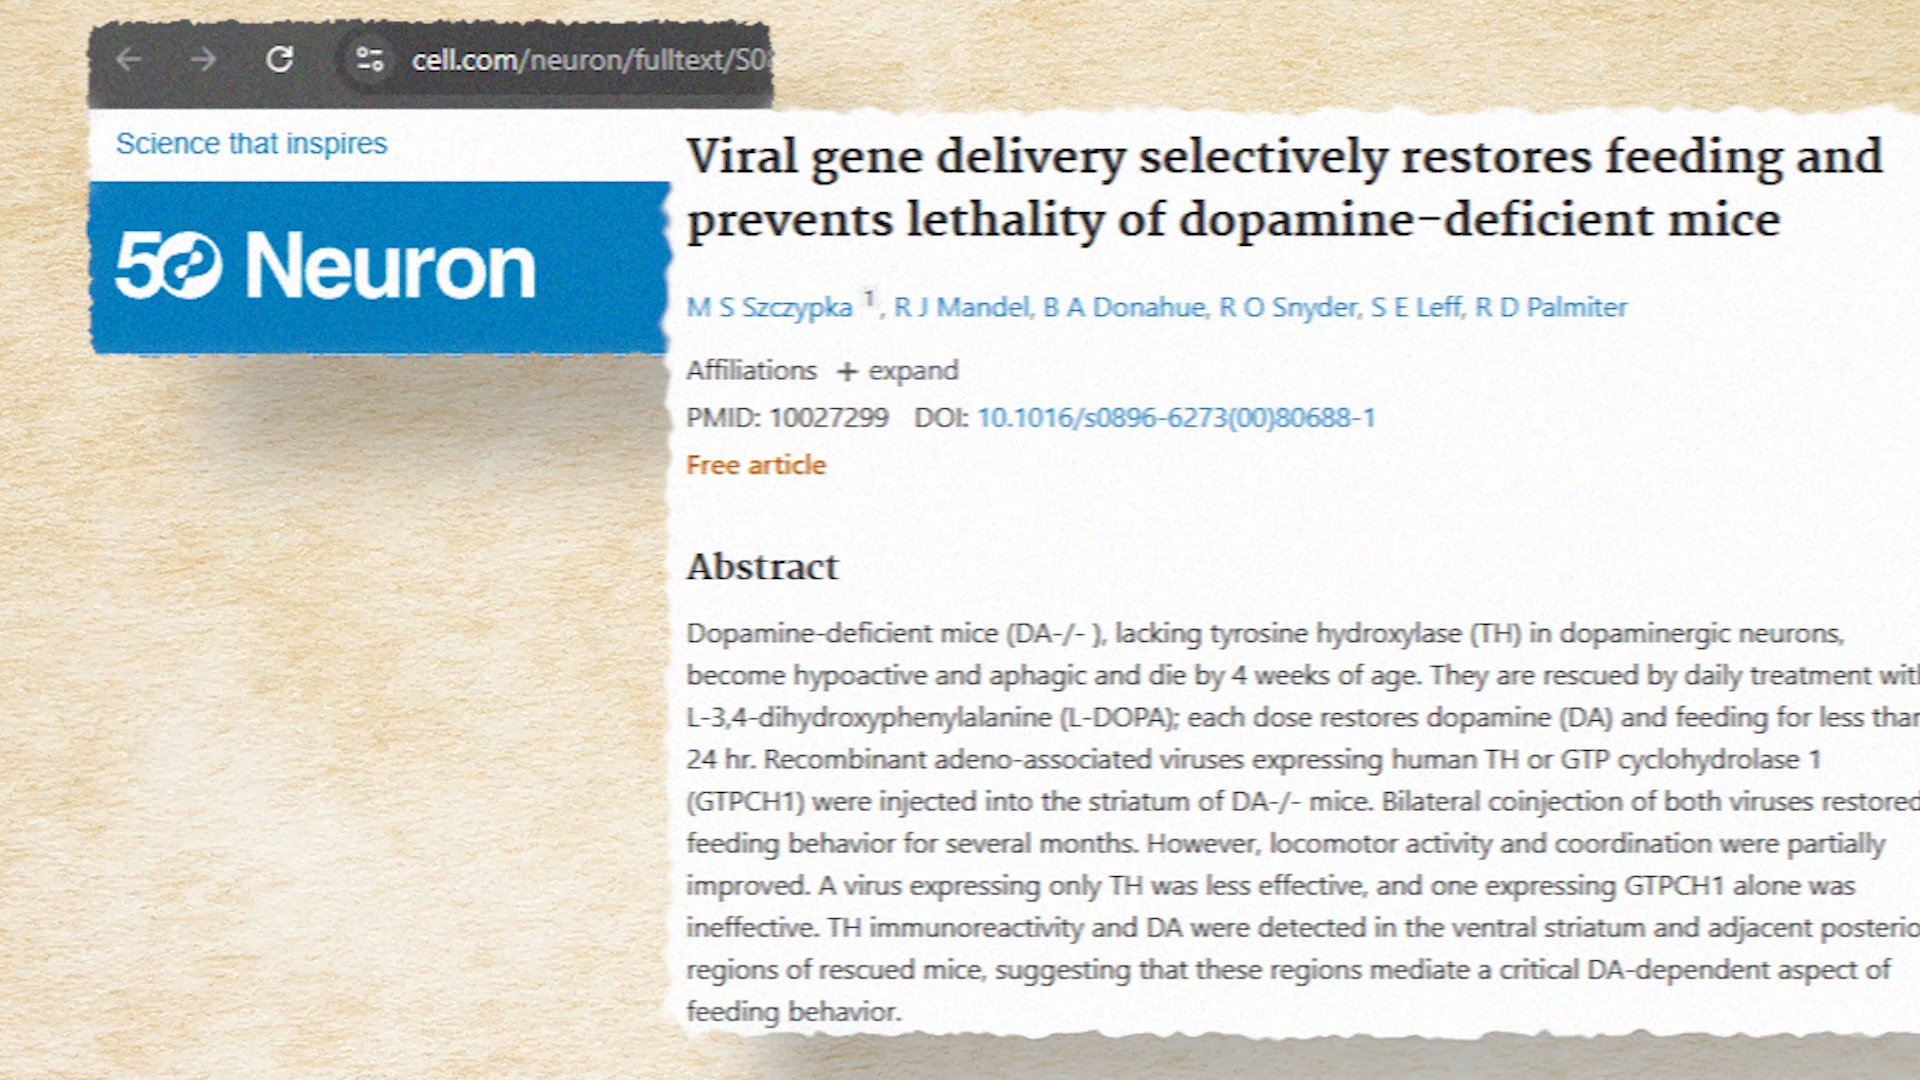 cell.com/neuron/fulltext/S0
Science that inspires
50 Neuron
Viral gene delivery selectively restores feeding and
prevents lethality of dopamine-deficient mice
M S Szczypka 1, R J Mandel, B A Donahue, R O Snyder, S E Leff, R D Palmiter
Affiliations + expand
PMID: 10027299 DOI: 10.1016/s0896-6273(00)80688-1
Free article
Abstract
Dopamine-deficient mice (DA-/- ), lacking tyrosine hydroxylase (TH) in dopaminergic neurons,
become hypoactive and aphagic and die by 4 weeks of age. They are rescued by daily treatment with
L-3,4-dihydroxyphenylalanine (L-DOPA); each dose restores dopamine (DA) and feeding for less than
24 hr. Recombinant adeno-associated viruses expressing human TH or GTP cyclohydrolase 1
(GTPCH1) were injected into the striatum of DA-/- mice. Bilateral coinjection of both viruses restored
feeding behavior for several months. However, locomotor activity and coordination were partially
improved. A virus expressing only TH was less effective, and one expressing GTPCH1 alone was
ineffective. TH immunoreactivity and DA were detected in the ventral striatum and adjacent posterio
regions of rescued mice, suggesting that these regions mediate a critical DA-dependent aspect of
feeding behavior.